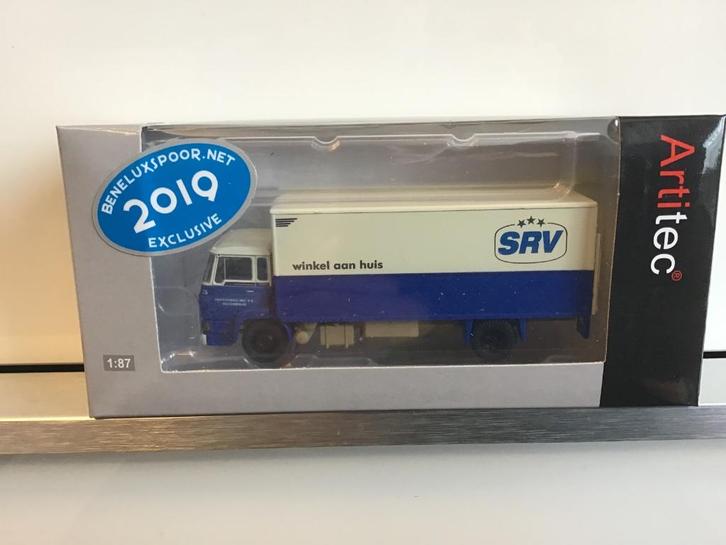 BENELUXSPOOR.NET
2019
EXCLUSIVE
Artitec®
SRV
winkel aan huis
1:87